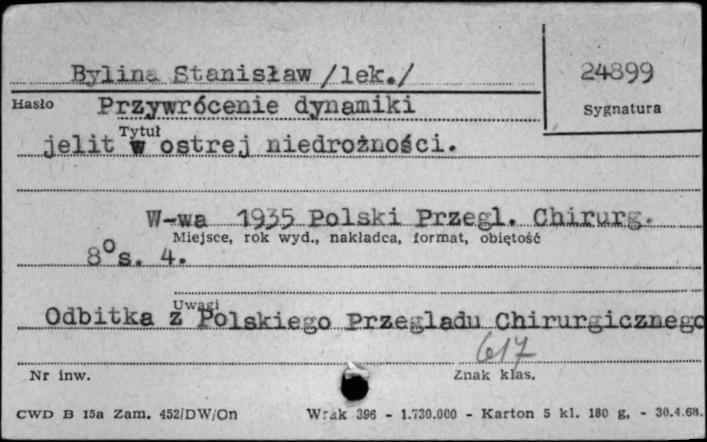 Bylina Stanisław /lek./
24899
Hasło Przywrócenie dynamiki
Sygnatura
Tytuł
jelit w ostrej niedrożności.
W-wa 1935 Polski Przegl. Chirurg.
Miejsce, rok wyd., nakładca, format, objętość
8° s. 4.
Uwagi
Odbitka z Polskiego Przegladu Chirurgicznego
617
Nr inw.
Znak klas.
CWD B 15a Zam. 452/DW/On Wrak 396 - 1.730.000 - Karton 5 kl. 180 g. - 30.4.68.